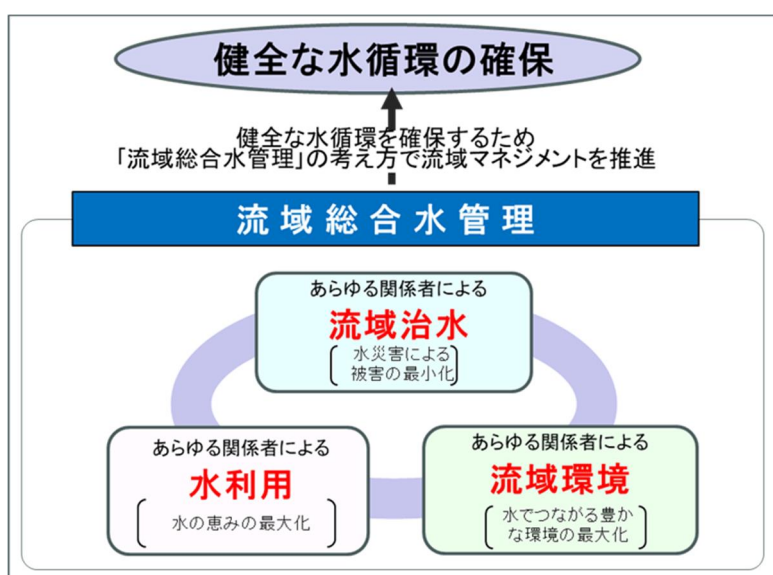 健全な水循環の確保
健全な水循環を確保するため
「流域総合水管理」の考え方で流域マネジメントを推進
流域総合水管理
あらゆる関係者による
流域治水
水災害による
被害の最小化
あらゆる関係者による
水利用
水の恵みの最大化
あらゆる関係者による
流域環境
水でつながる豊か
な環境の最大化